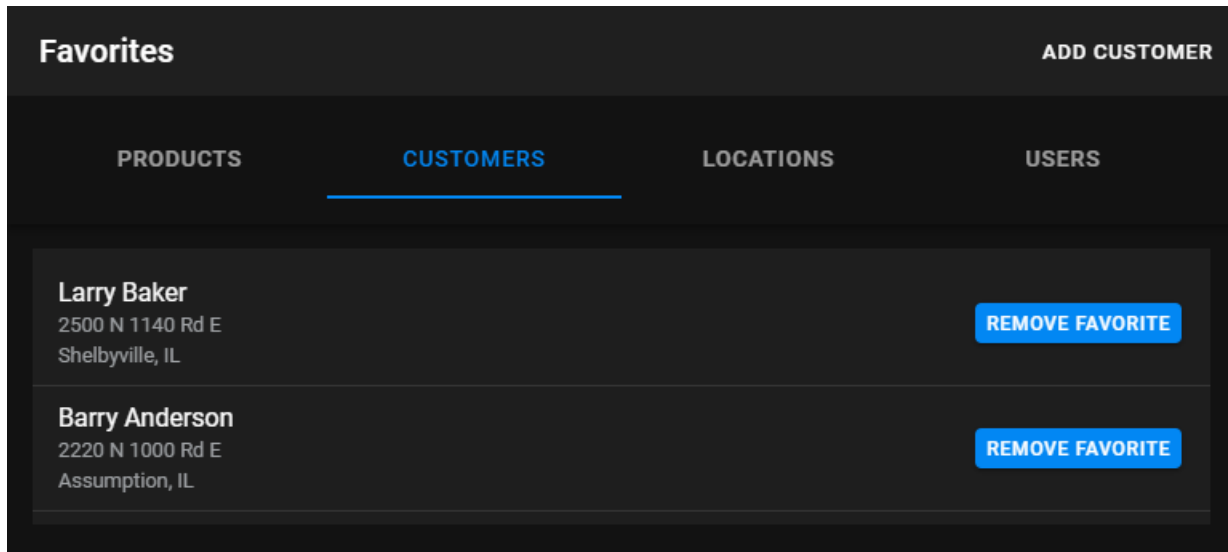 Favorites
ADD CUSTOMER
PRODUCTS
CUSTOMERS
LOCATIONS
USERS
Larry Baker
2500 N 1140 Rd E
Shelbyville, IL
REMOVE FAVORITE
Barry Anderson
2220 N 1000 Rd E
Assumption, IL
REMOVE FAVORITE